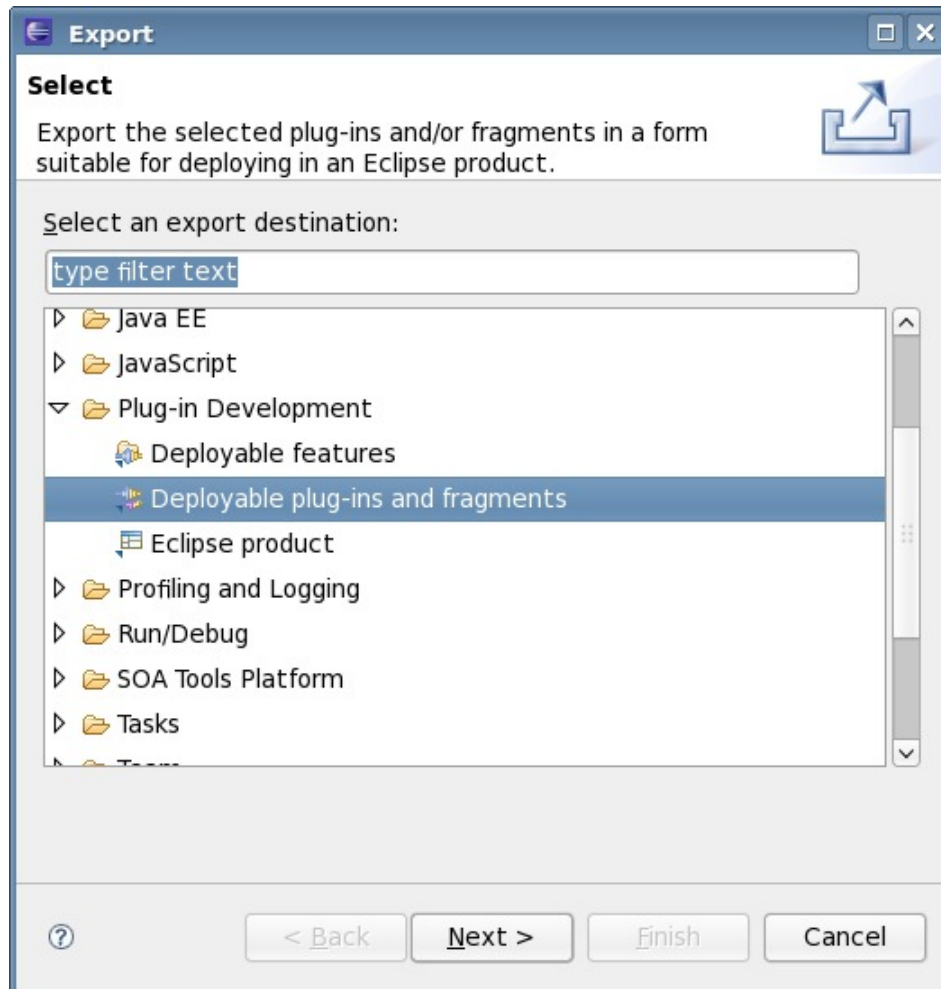 Export
Select
Export the selected plug-ins and/or fragments in a form
suitable for deploying in an Eclipse product.
Select an export destination:
type filter text
Java EE
JavaScript
Plug-in Development
Deployable features
Deployable plug-ins and fragments
Eclipse product
Profiling and Logging
Run/Debug
SOA Tools Platform
Tasks
Team
< Back
Next >
Finish
Cancel